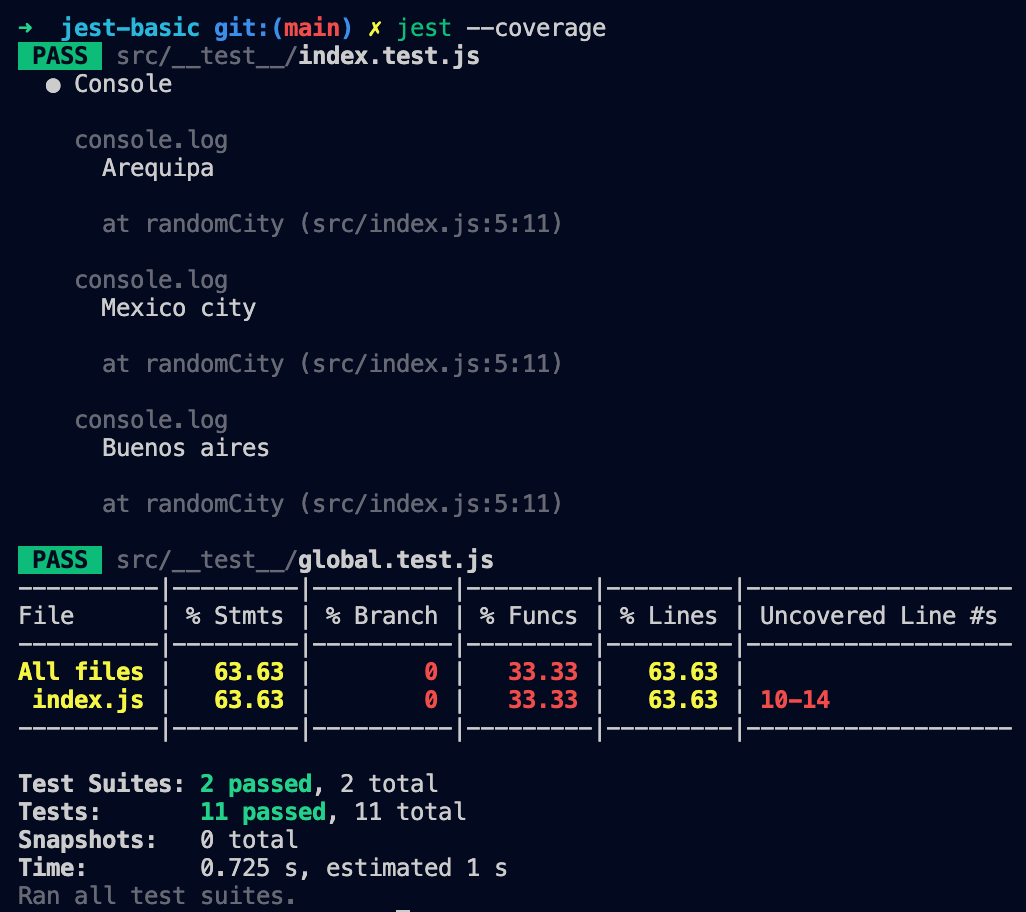 ➜  jest-basic git:(main) ✗ jest --coverage
 PASS  src/__test__/index.test.js
  ● Console

    console.log
      Arequipa

      at randomCity (src/index.js:5:11)

    console.log
      Mexico city

      at randomCity (src/index.js:5:11)

    console.log
      Buenos aires

      at randomCity (src/index.js:5:11)

 PASS  src/__test__/global.test.js
----------|---------|----------|---------|---------|-------------------
File      | % Stmts | % Branch | % Funcs | % Lines | Uncovered Line #s
----------|---------|----------|---------|---------|-------------------
All files |   63.63 |        0 |   33.33 |   63.63 |
 index.js |   63.63 |        0 |   33.33 |   63.63 | 10-14
----------|---------|----------|---------|---------|-------------------

Test Suites: 2 passed, 2 total
Tests:       11 passed, 11 total
Snapshots:   0 total
Time:        0.725 s, estimated 1 s
Ran all test suites.